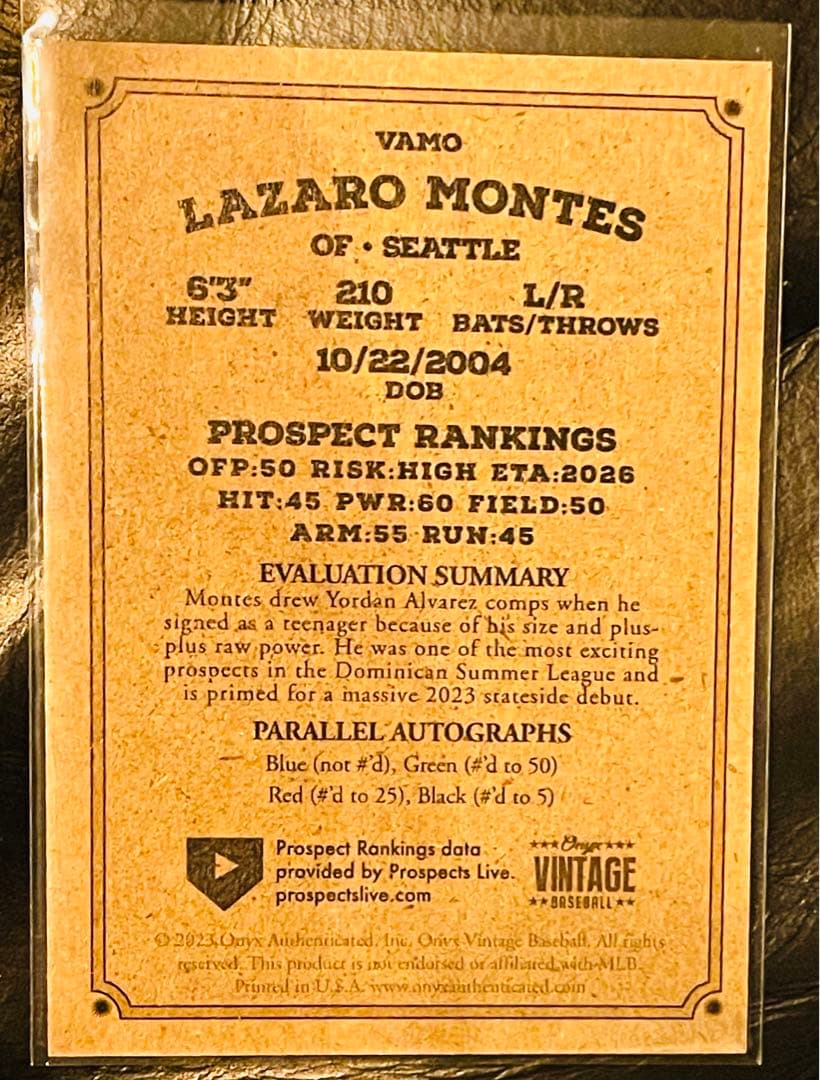 VAMO
LAZARO MONTES
OF • SEATTLE
6'3" 210 L/R
HEIGHT WEIGHT BATS/THROWS
10/22/2004
DOB
PROSPECT RANKINGS
OFP:50 RISK:HIGH ETA:2026
HIT:45 PWR:60 FIELD:50
ARM:55 RUN:45
EVALUATION SUMMARY
Montes drew Yordan Alvarez comps when he
signed as a teenager because of his size and plus-
plus raw power. He was one of the most exciting
prospects in the Dominican Summer League and
is primed for a massive 2023 stateside debut.
PARALLEL AUTOGRAPHS
Blue (not #'d), Green (#'d to 50)
Red (#'d to 25), Black (#'d to 5)
Prospect Rankings data
provided by Prospects Live.
prospectslive.com
Onyx
VINTAGE
BASEBALL
© 2023 Onyx Authenticated, Inc. Onyx Vintage Baseball. All rights
reserved. This product is not endorsed or affiliated with MLB.
Printed in U.S.A. www.onyxauthenticated.com